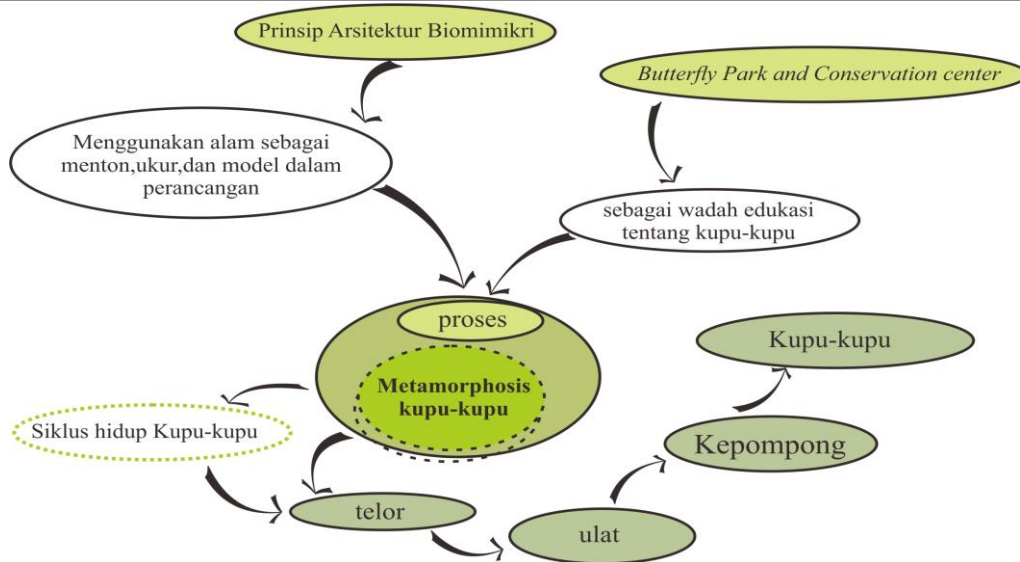 Prinsip Arsitektur Biomimikri
Butterfly Park and Conservation center
Menggunakan alam sebagai
menton,ukur,dan model dalam
perancangan
sebagai wadah edukasi
tentang kupu-kupu
proses
Metamorphosis
kupu-kupu
Kupu-kupu
Siklus hidup Kupu-kupu
Kepompong
telor
ulat